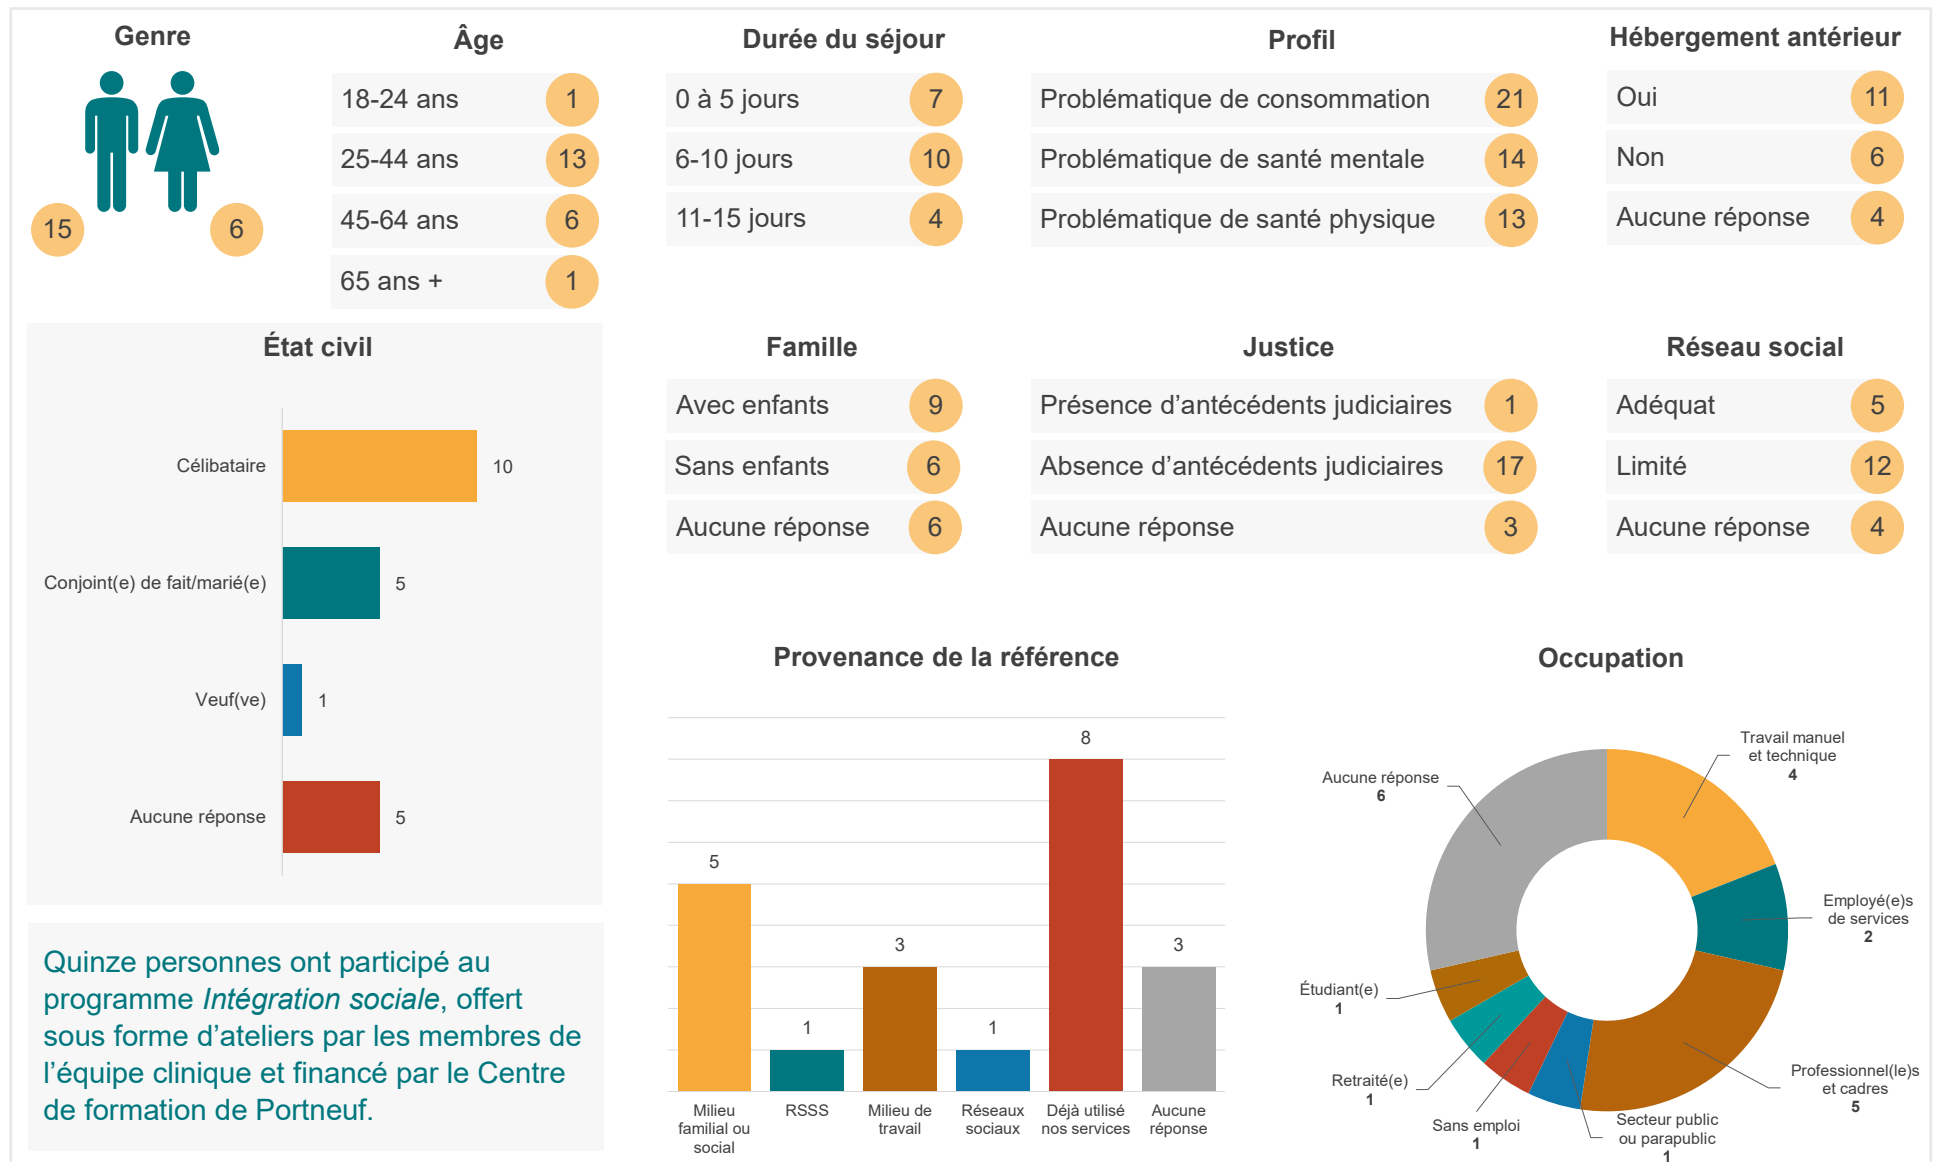 Genre
15
6
Âge
18-24 ans 1
25-44 ans 13
45-64 ans 6
65 ans + 1
Durée du séjour
0 à 5 jours 7
6-10 jours 10
11-15 jours 4
Profil
Problématique de consommation 21
Problématique de santé mentale 14
Problématique de santé physique 13
Hébergement antérieur
Oui 11
Non 6
Aucune réponse 4
État civil
Célibataire 10
Conjoint(e) de fait/marié(e) 5
Veuf(ve) 1
Aucune réponse 5
Famille
Avec enfants 9
Sans enfants 6
Aucune réponse 6
Justice
Présence d’antécédents judiciaires 1
Absence d’antécédents judiciaires 17
Aucune réponse 3
Réseau social
Adéquat 5
Limité 12
Aucune réponse 4
Quinze personnes ont participé au
programme Intégration sociale, offert
sous forme d’ateliers par les membres de
l’équipe clinique et financé par le Centre
de formation de Portneuf.
Provenance de la référence
5
1
3
1
8
3
Milieu
familial ou
social
RSSS
Milieu de
travail
Réseaux
sociaux
Déjà utilisé
nos services
Aucune
réponse
Occupation
Travail manuel
et technique
4
Employé(e)s
de services
2
Professionnel(le)s
et cadres
5
Secteur public
ou parapublic
1
Sans emploi
1
Retraité(e)
1
Étudiant(e)
1
Aucune réponse
6